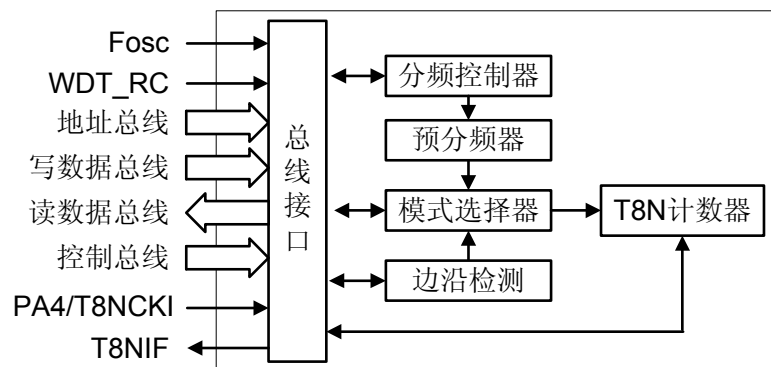 Fosc
WDT_RC
地址总线
写数据总线
读数据总线
控制总线
PA4/T8NCKI
T8NIF
总线接口
分频控制器
预分频器
模式选择器
边沿检测
T8N计数器